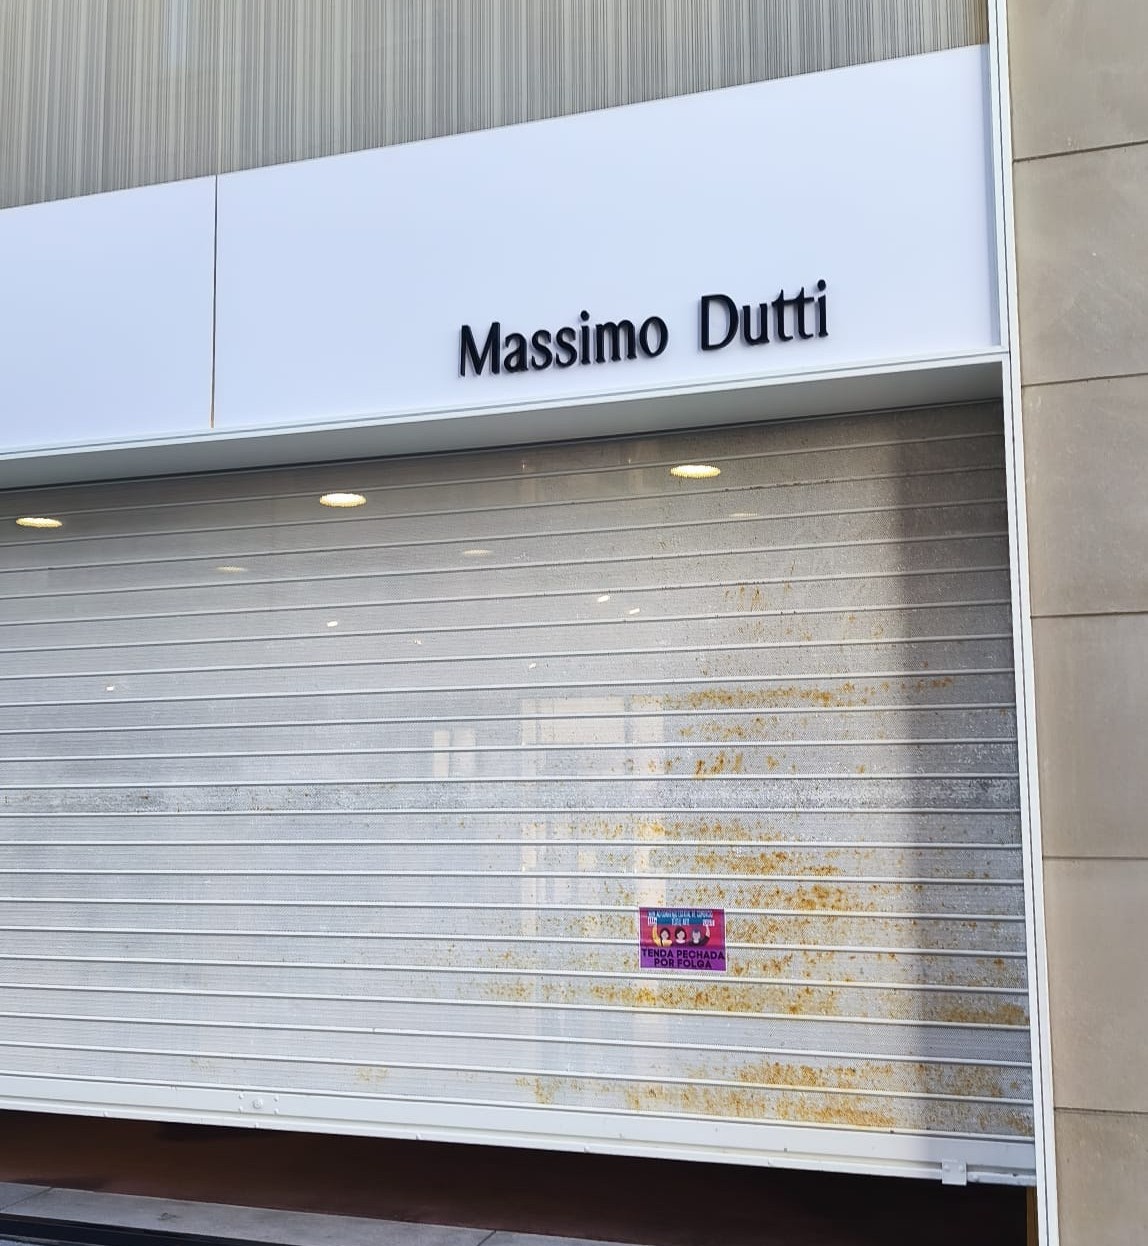 Massimo Dutti
TENDA PECHADA
POR FOLGA